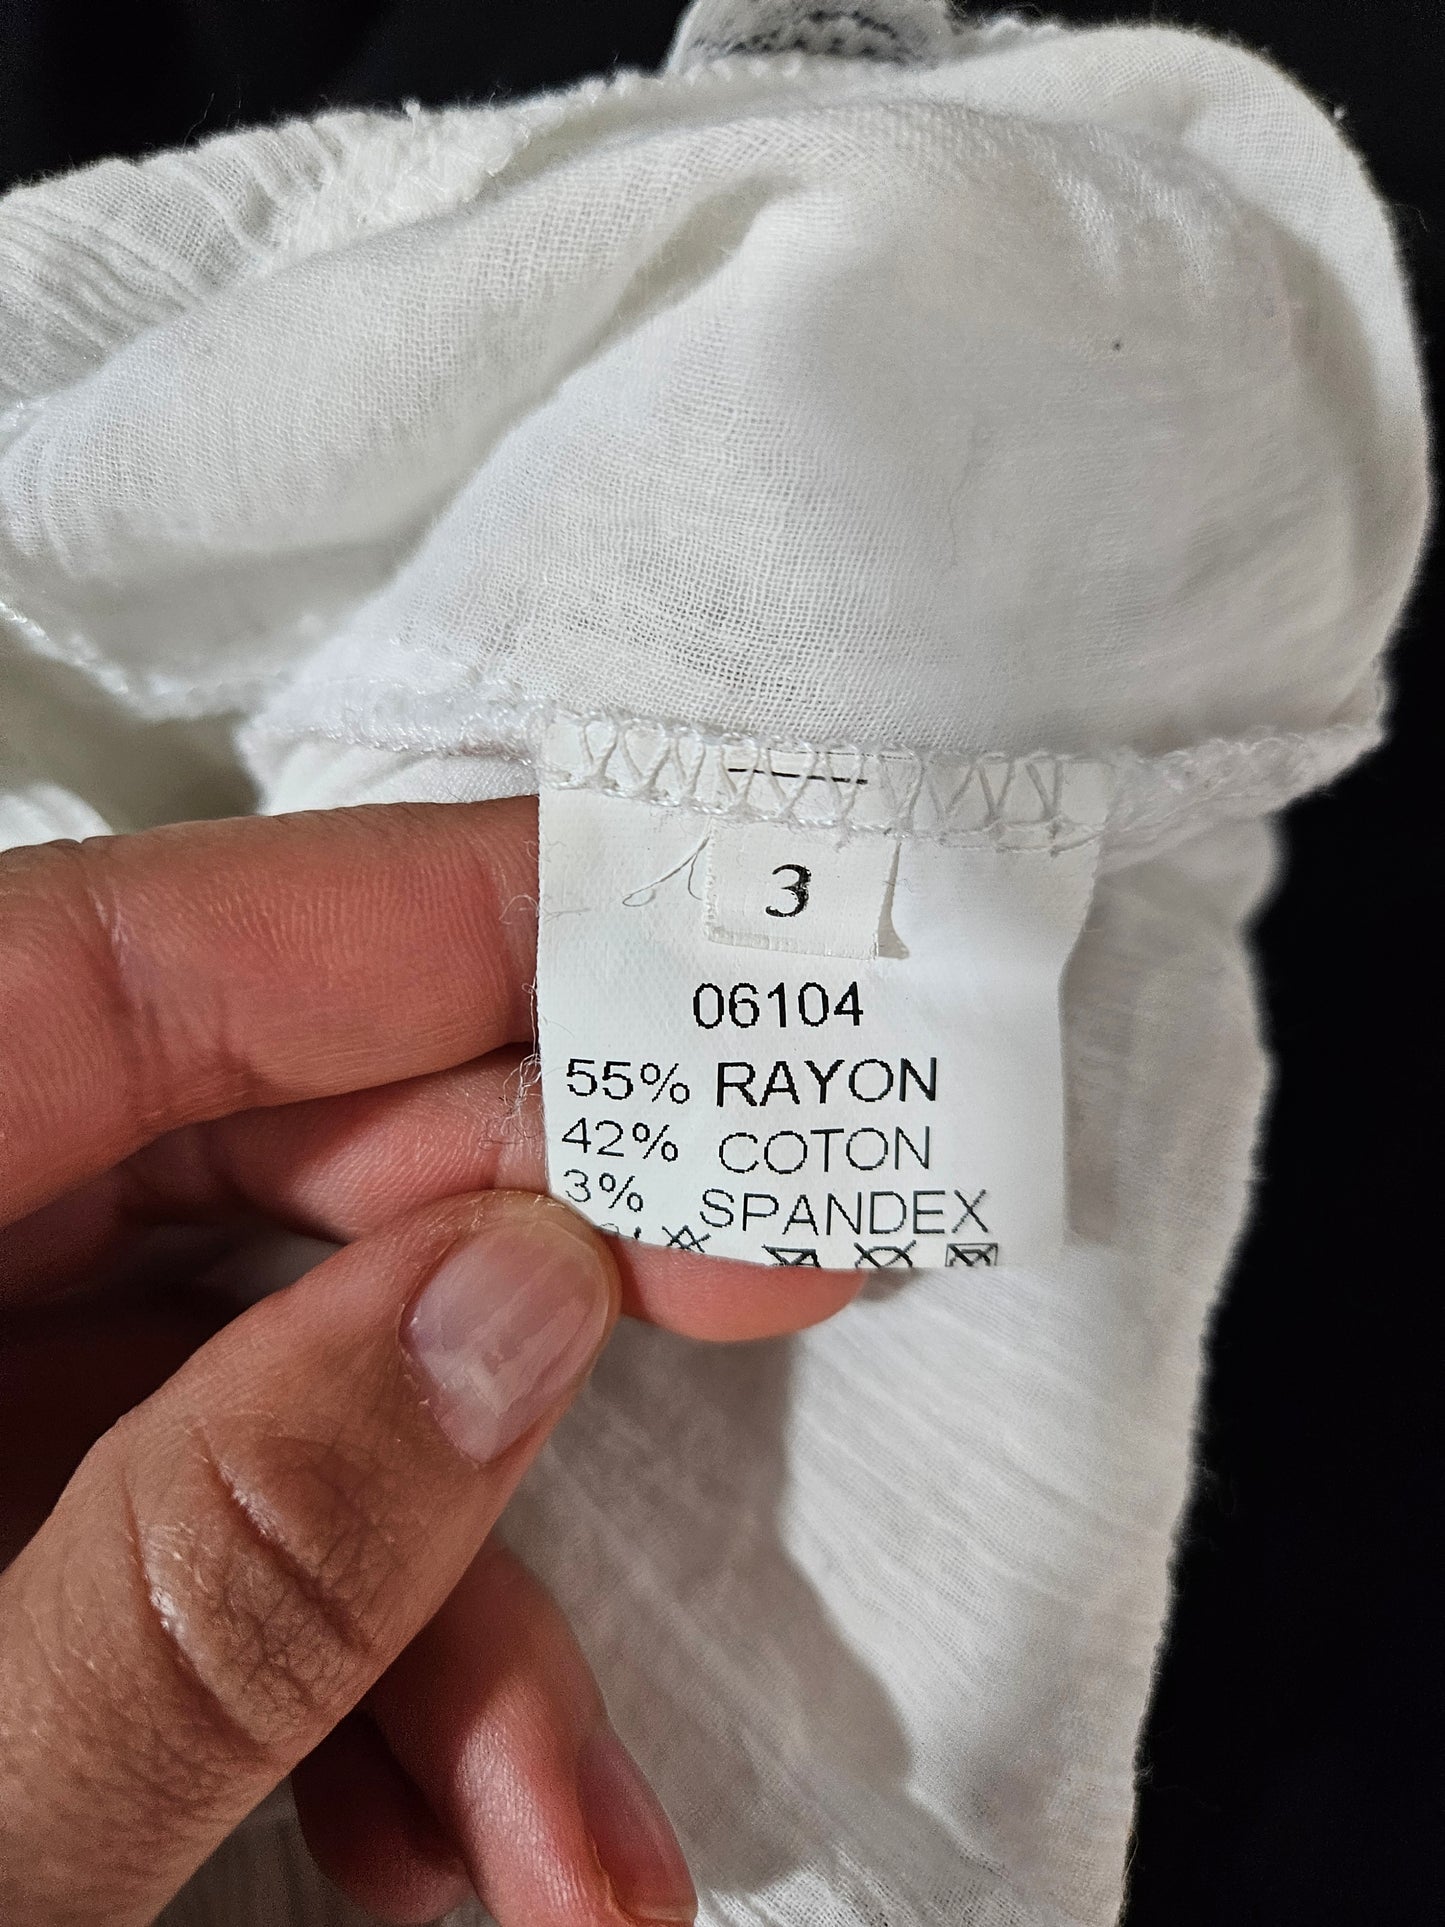 3
06104
55% RAYON
42% COTON
3% SPANDEX